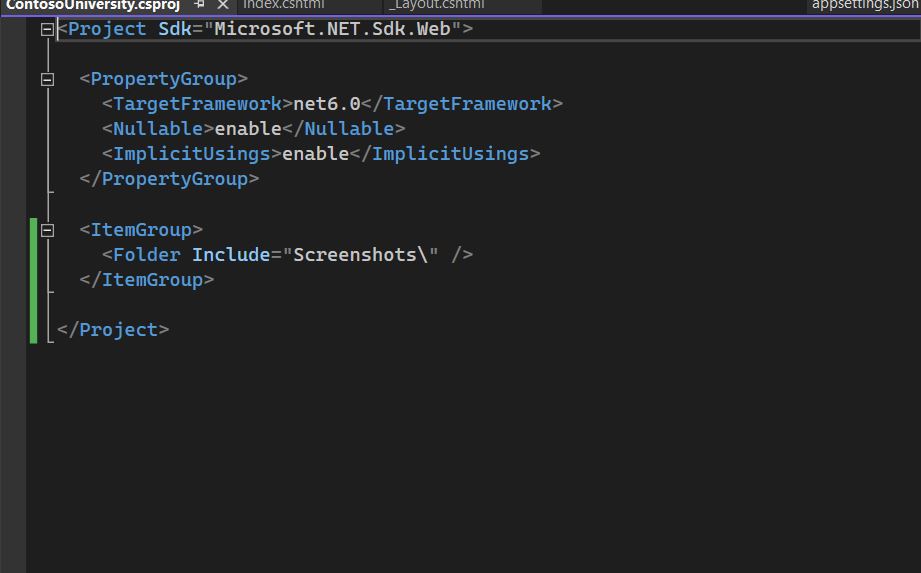 ContosoUniversity.csproj Index.cshtml _Layout.cshtml appsettings.json
<Project Sdk="Microsoft.NET.Sdk.Web">
<PropertyGroup>
<TargetFramework>net6.0</TargetFramework>
<Nullable>enable</Nullable>
<ImplicitUsings>enable</ImplicitUsings>
</PropertyGroup>
<ItemGroup>
<Folder Include="Screenshots\" />
</ItemGroup>
</Project>